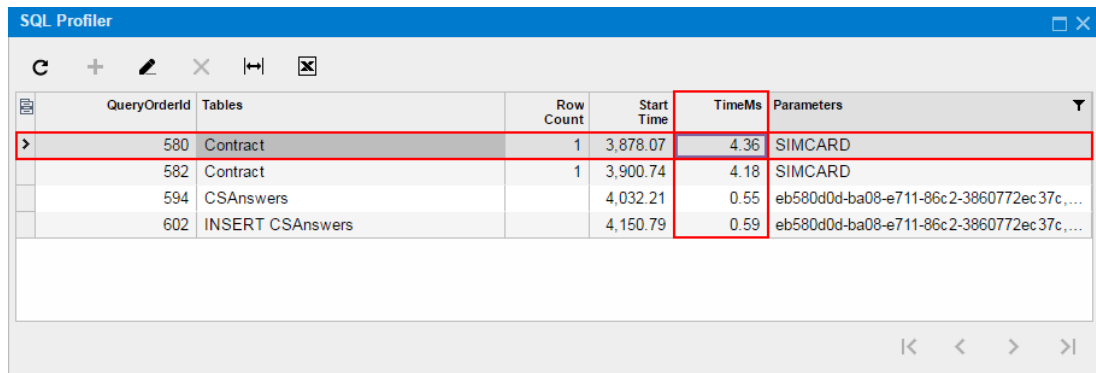 SQL Profiler
QueryOrderId Tables Row Count Start Time TimeMs Parameters
580 Contract 1 3,878.07 4.36 SIMCARD
582 Contract 1 3,900.74 4.18 SIMCARD
594 CSAnswers 4,032.21 0.55 eb580d0d-ba08-e711-86c2-3860772ec37c,...
602 INSERT CSAnswers 4,150.79 0.59 eb580d0d-ba08-e711-86c2-3860772ec37c,...